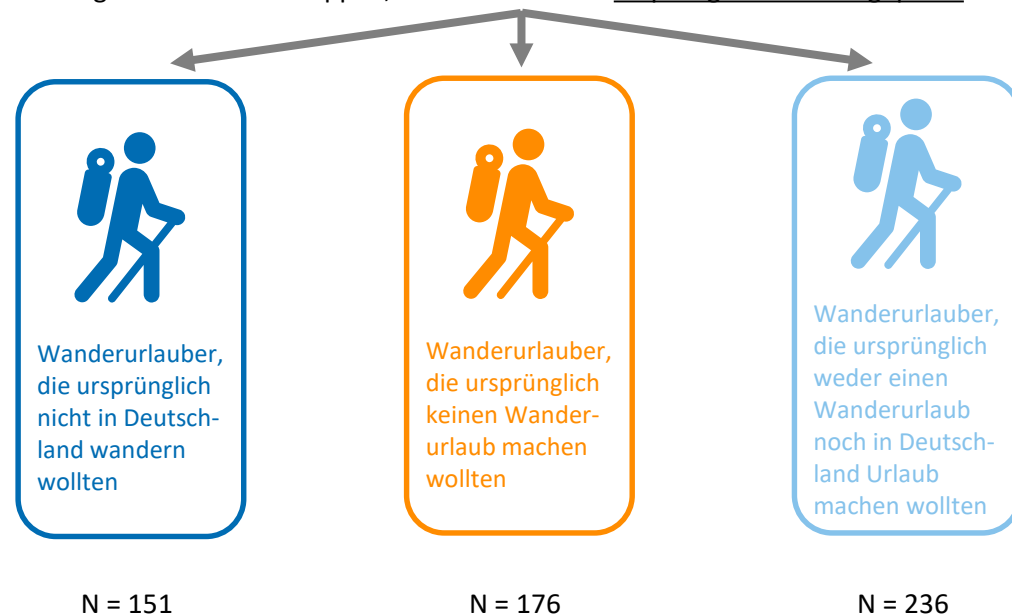 Wanderurlauber,
die ursprünglich
nicht in Deutsch-
land wandern
wollten
Wanderurlauber,
die ursprünglich
keinen Wander-
urlaub machen
wollten
Wanderurlauber,
die ursprünglich
weder einen
Wanderurlaub
noch in Deutsch-
land Urlaub
machen wollten
N = 151
N = 176
N = 236